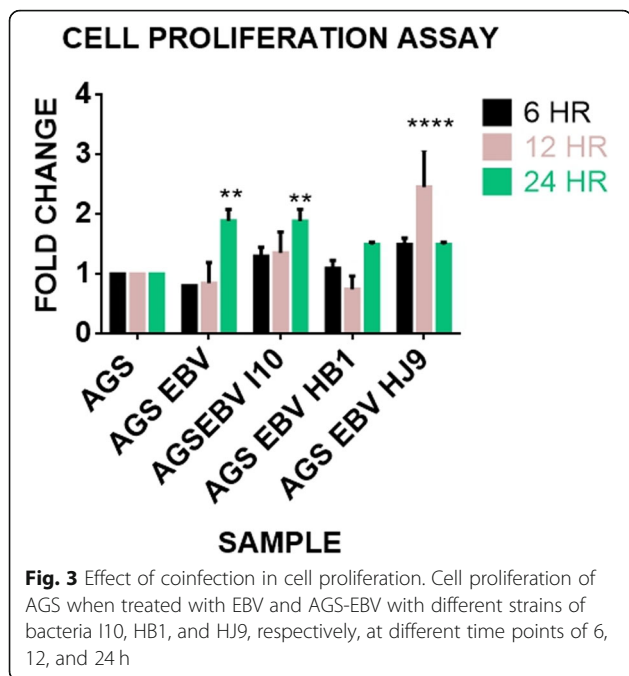 CELL PROLIFERATION ASSAY
FOLD CHANGE
4
3
2
1
0
**
**
****
6 HR
12 HR
24 HR
AGS
AGS EBV
AGSEBV I10
AGS EBV HB1
AGS EBV HJ9
SAMPLE
Fig. 3 Effect of coinfection in cell proliferation. Cell proliferation of
AGS when treated with EBV and AGS-EBV with different strains of
bacteria I10, HB1, and HJ9, respectively, at different time points of 6,
12, and 24 h